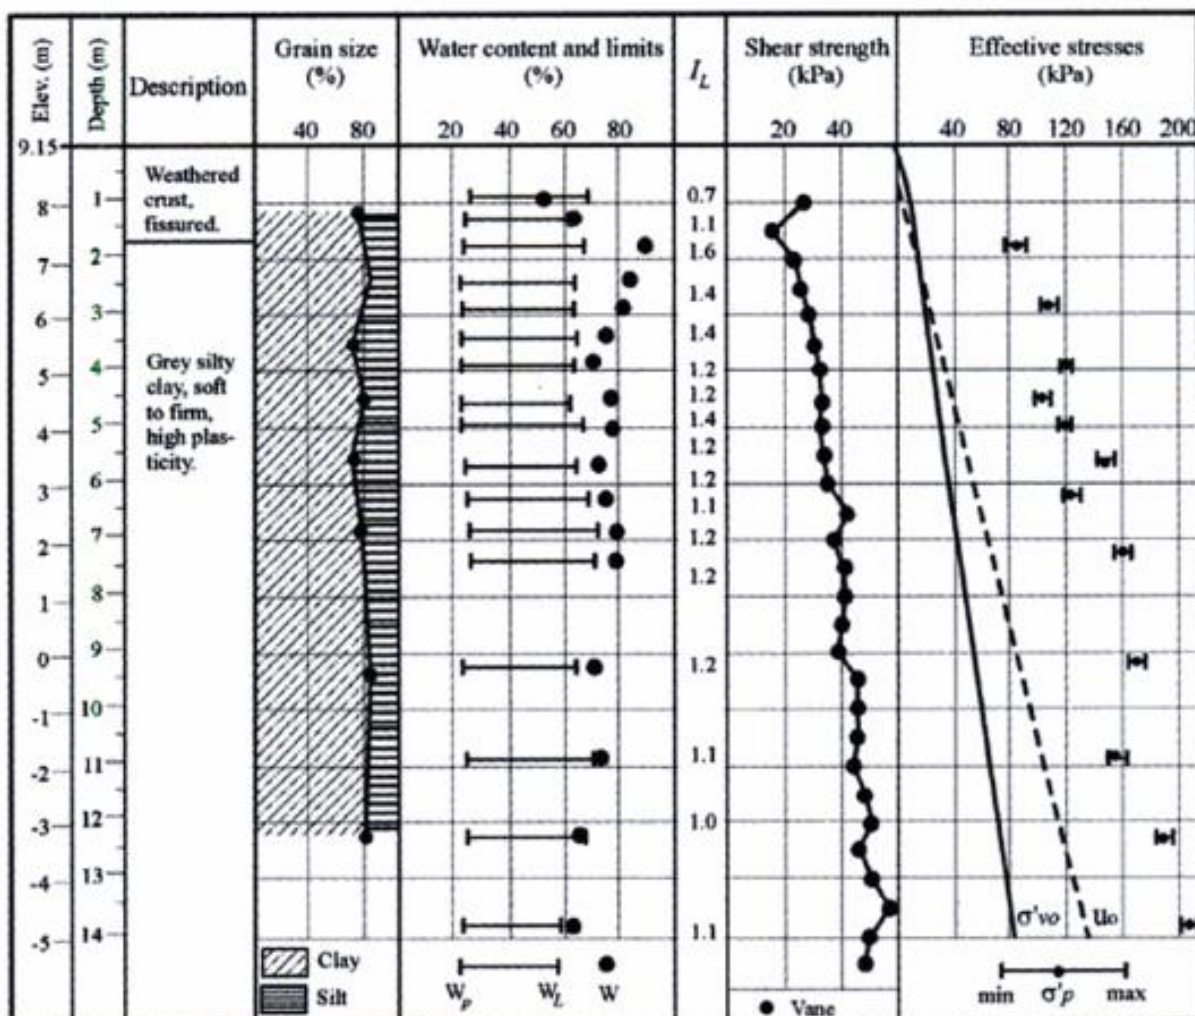 Elev. (m)
Depth (m)
Description
Grain size
(%)
40 80
Water content and limits
(%)
20 40 60 80
I_L
Shear strength
(kPa)
20 40
Effective stresses
(kPa)
40 80 120 160 200
9.15
8
7
6
5
4
3
2
1
0
-1
-2
-3
-4
-5
1
2
3
4
5
6
7
8
9
10
11
12
13
14
Weathered
crust,
fissured.
Grey silty
clay, soft
to firm,
high plas-
ticity.
0.7
1.1
1.6
1.4
1.4
1.2
1.2
1.4
1.2
1.2
1.1
1.2
1.2
1.2
1.1
1.0
1.1
Clay
Silt
W_p W_L W
Vane
σ'vo uo
min σ'p max